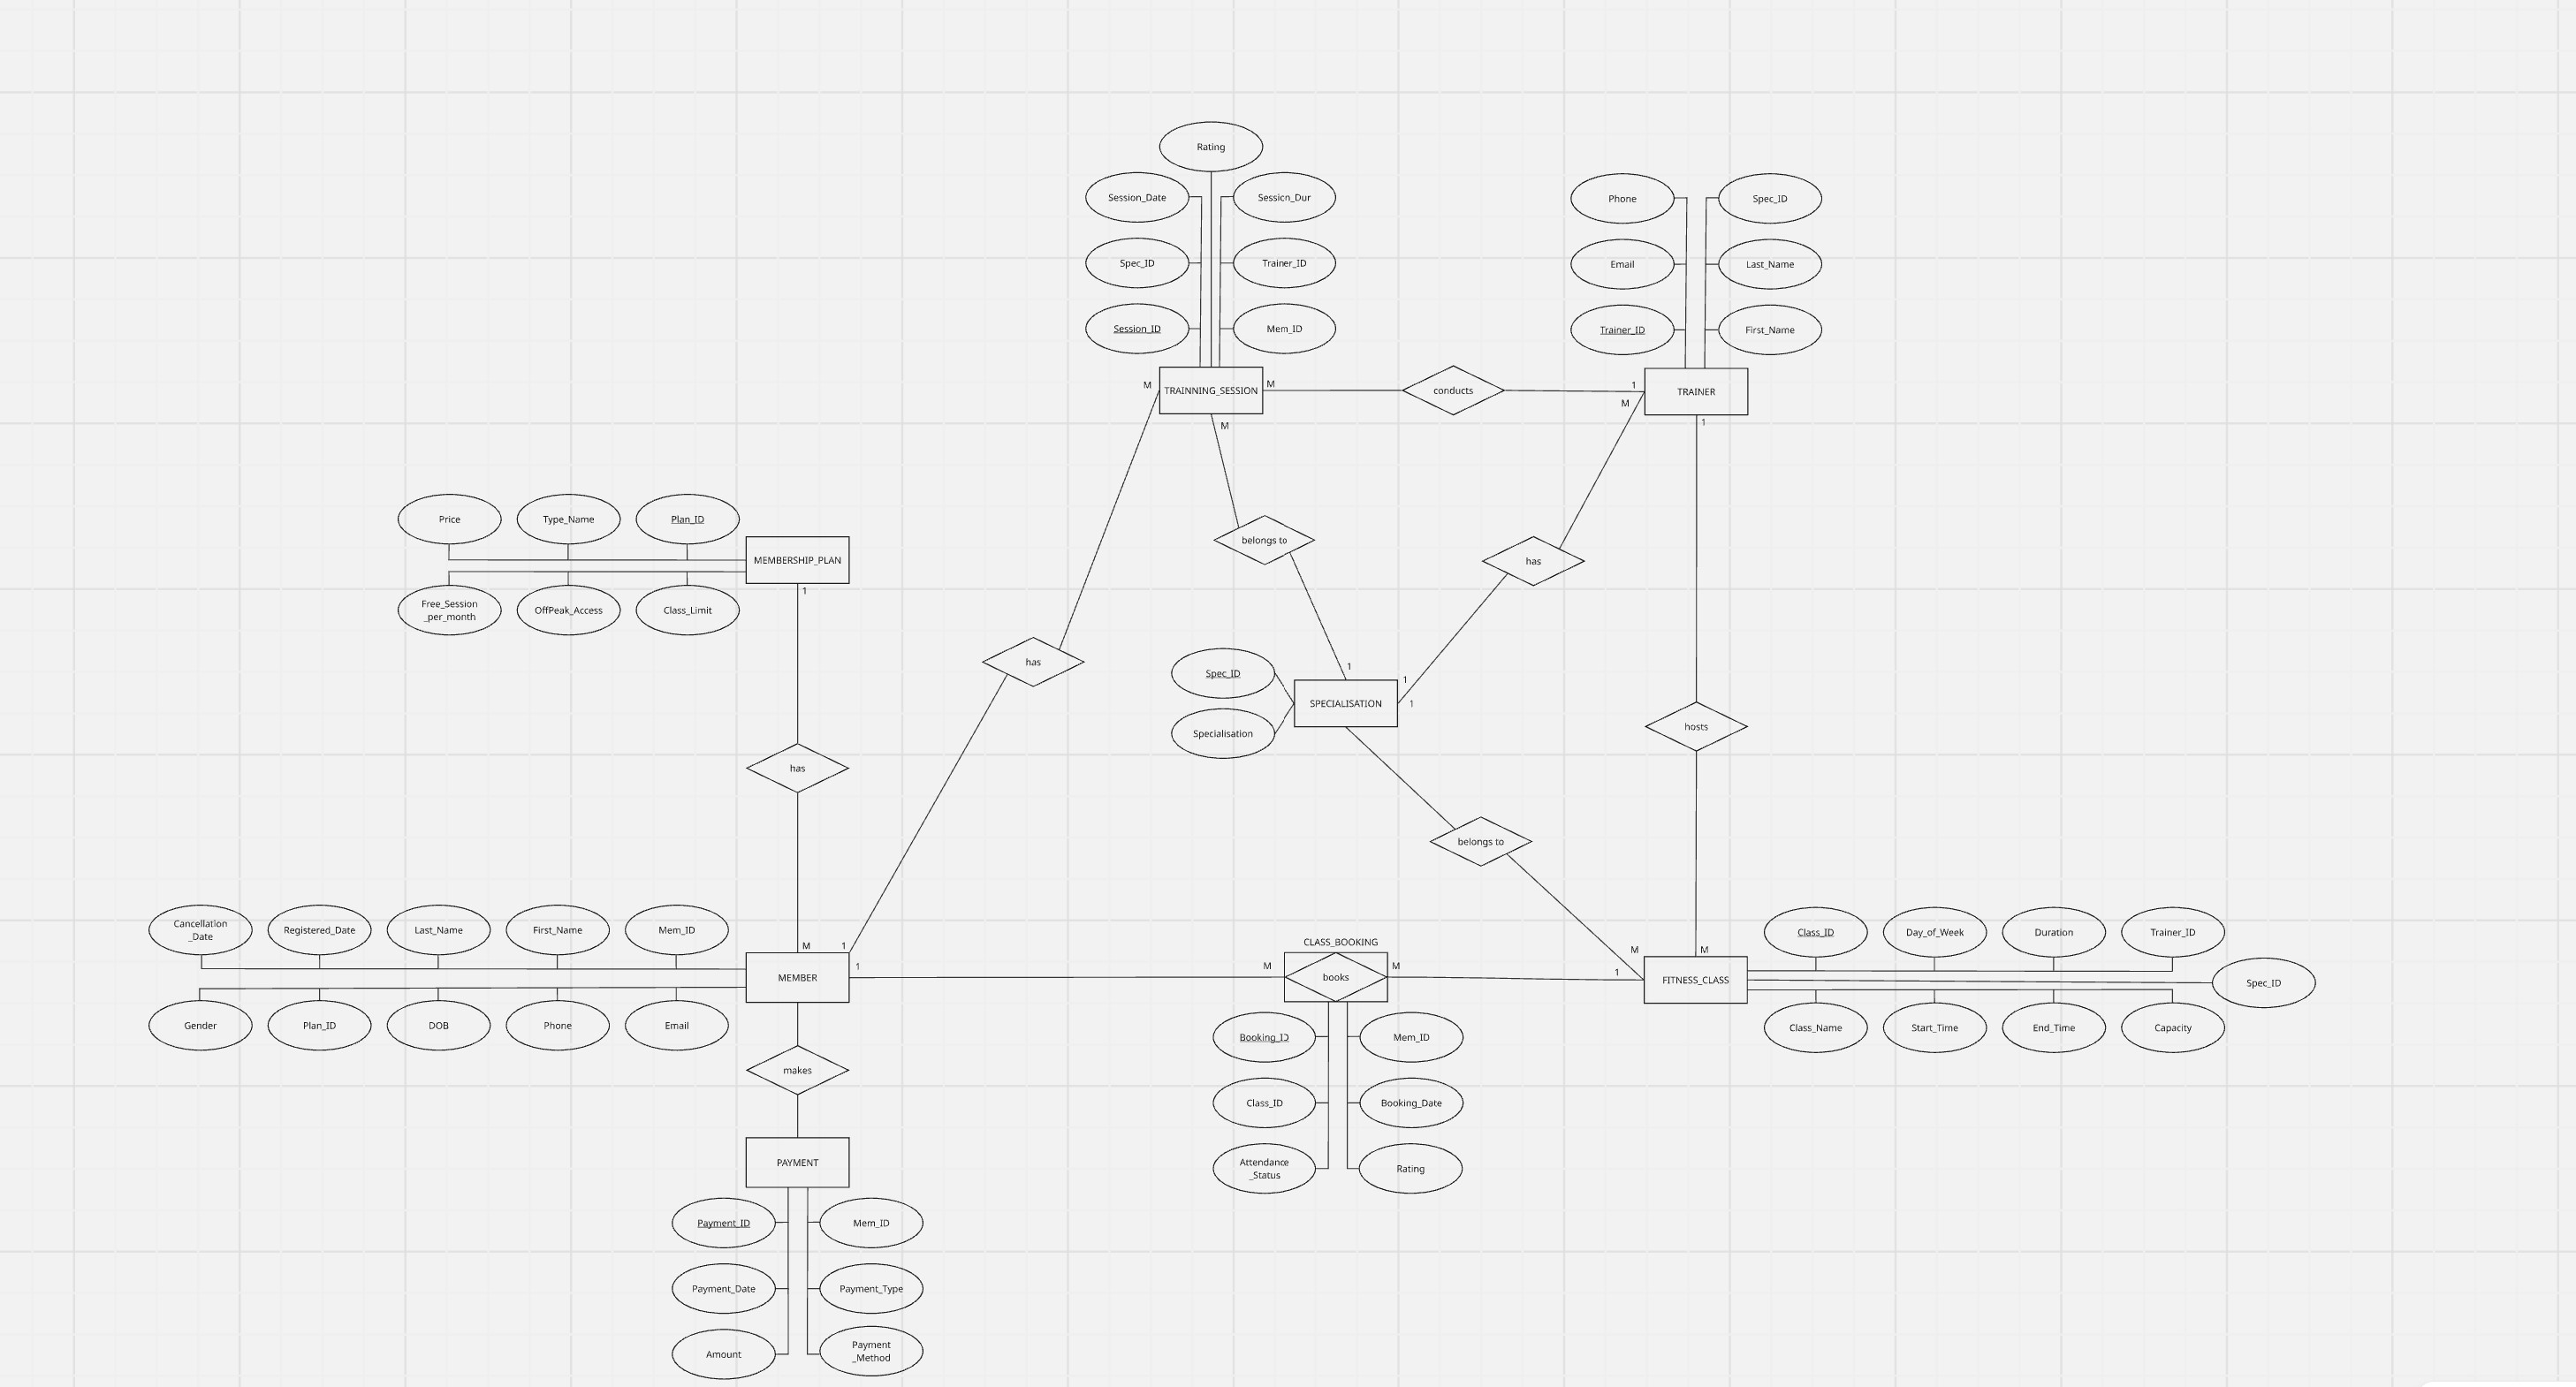 Rating
Session_Date
Session_Dur
Phone
Spec_ID
Spec_ID
Trainer_ID
Email
Last_Name
Session_ID
Mem_ID
Trainer_ID
First_Name
TRAINNING_SESSION
M
M
conducts
1
TRAINER
M
M
1
Price
Type_Name
Plan_ID
MEMBERSHIP_PLAN
1
Free_Session
_per_month
OffPeak_Access
Class_Limit
belongs to
has
has
1
1
1
Spec_ID
SPECIALISATION
Specialisation
hosts
has
belongs to
Cancellation
_Date
Registered_Date
Last_Name
First_Name
Mem_ID
M
1
MEMBER
1
CLASS_BOOKING
M
books
M
M
1
M
FITNESS_CLASS
Class_ID
Day_of_Week
Duration
Trainer_ID
Spec_ID
Gender
Plan_ID
DOB
Phone
Email
Class_Name
Start_Time
End_Time
Capacity
makes
Booking_ID
Mem_ID
Class_ID
Booking_Date
Attendance
_Status
Rating
PAYMENT
Payment_ID
Mem_ID
Payment_Date
Payment_Type
Amount
Payment
_Method